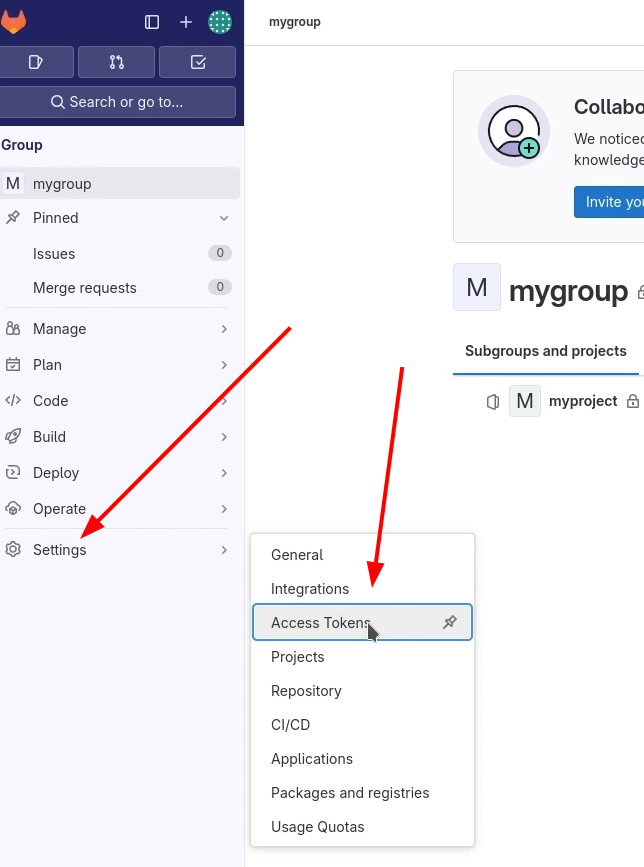 mygroup
Search or go to...
Group
M mygroup
Pinned
Issues 0
Merge requests 0
Manage
Plan
Code
Build
Deploy
Operate
Settings
Collabo
We noticed
knowledge
Invite you
M mygroup
Subgroups and projects
M myproject
General
Integrations
Access Tokens
Projects
Repository
CI/CD
Applications
Packages and registries
Usage Quotas